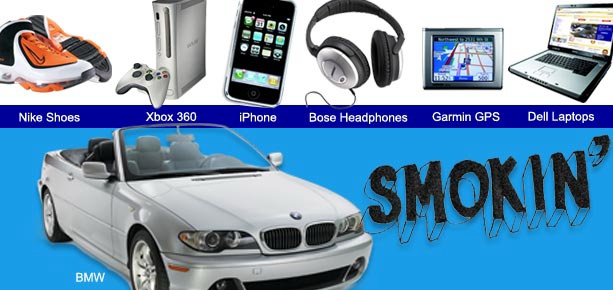 Nike Shoes
Xbox 360
iPhone
Bose Headphones
Garmin GPS
Dell Laptops
SMOKIN'
BMW